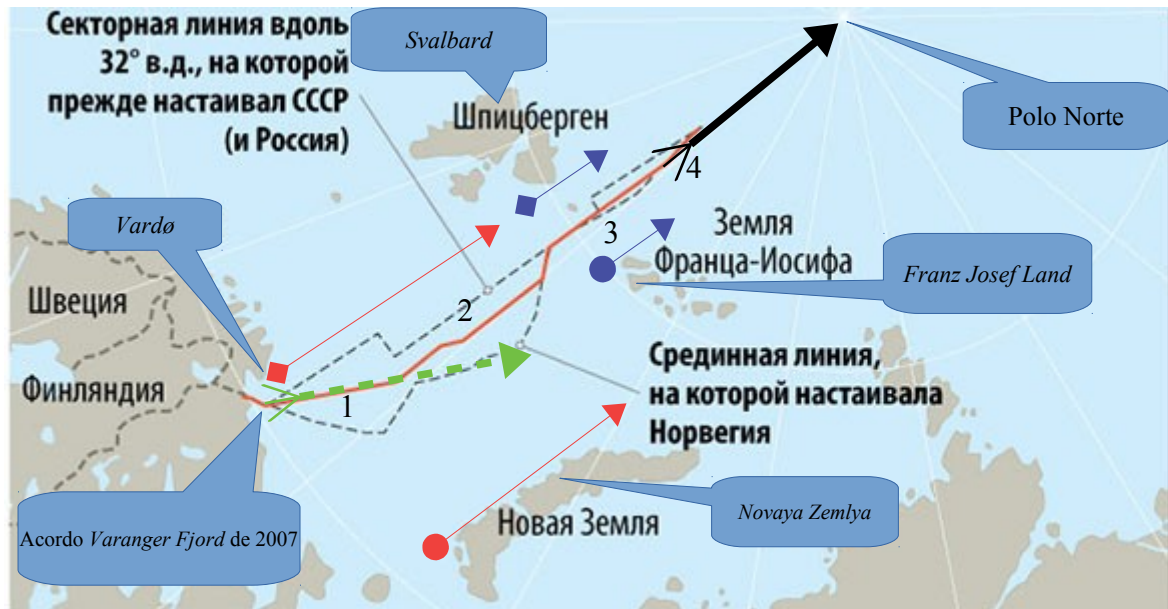 Секторная линия вдоль
32° в.д., на которой
прежде настаивал СССР
(и Россия)
Svalbard
Шпицберген
Polo Norte
4
Vardø
3
Земля
Франца-Иосифа
Franz Josef Land
Швеция
2
Финляндия
1
Срединная линия,
на которой настаивала
Норвегия
Acordo Varanger Fjord de 2007
Новая Земля
Novaya Zemlya